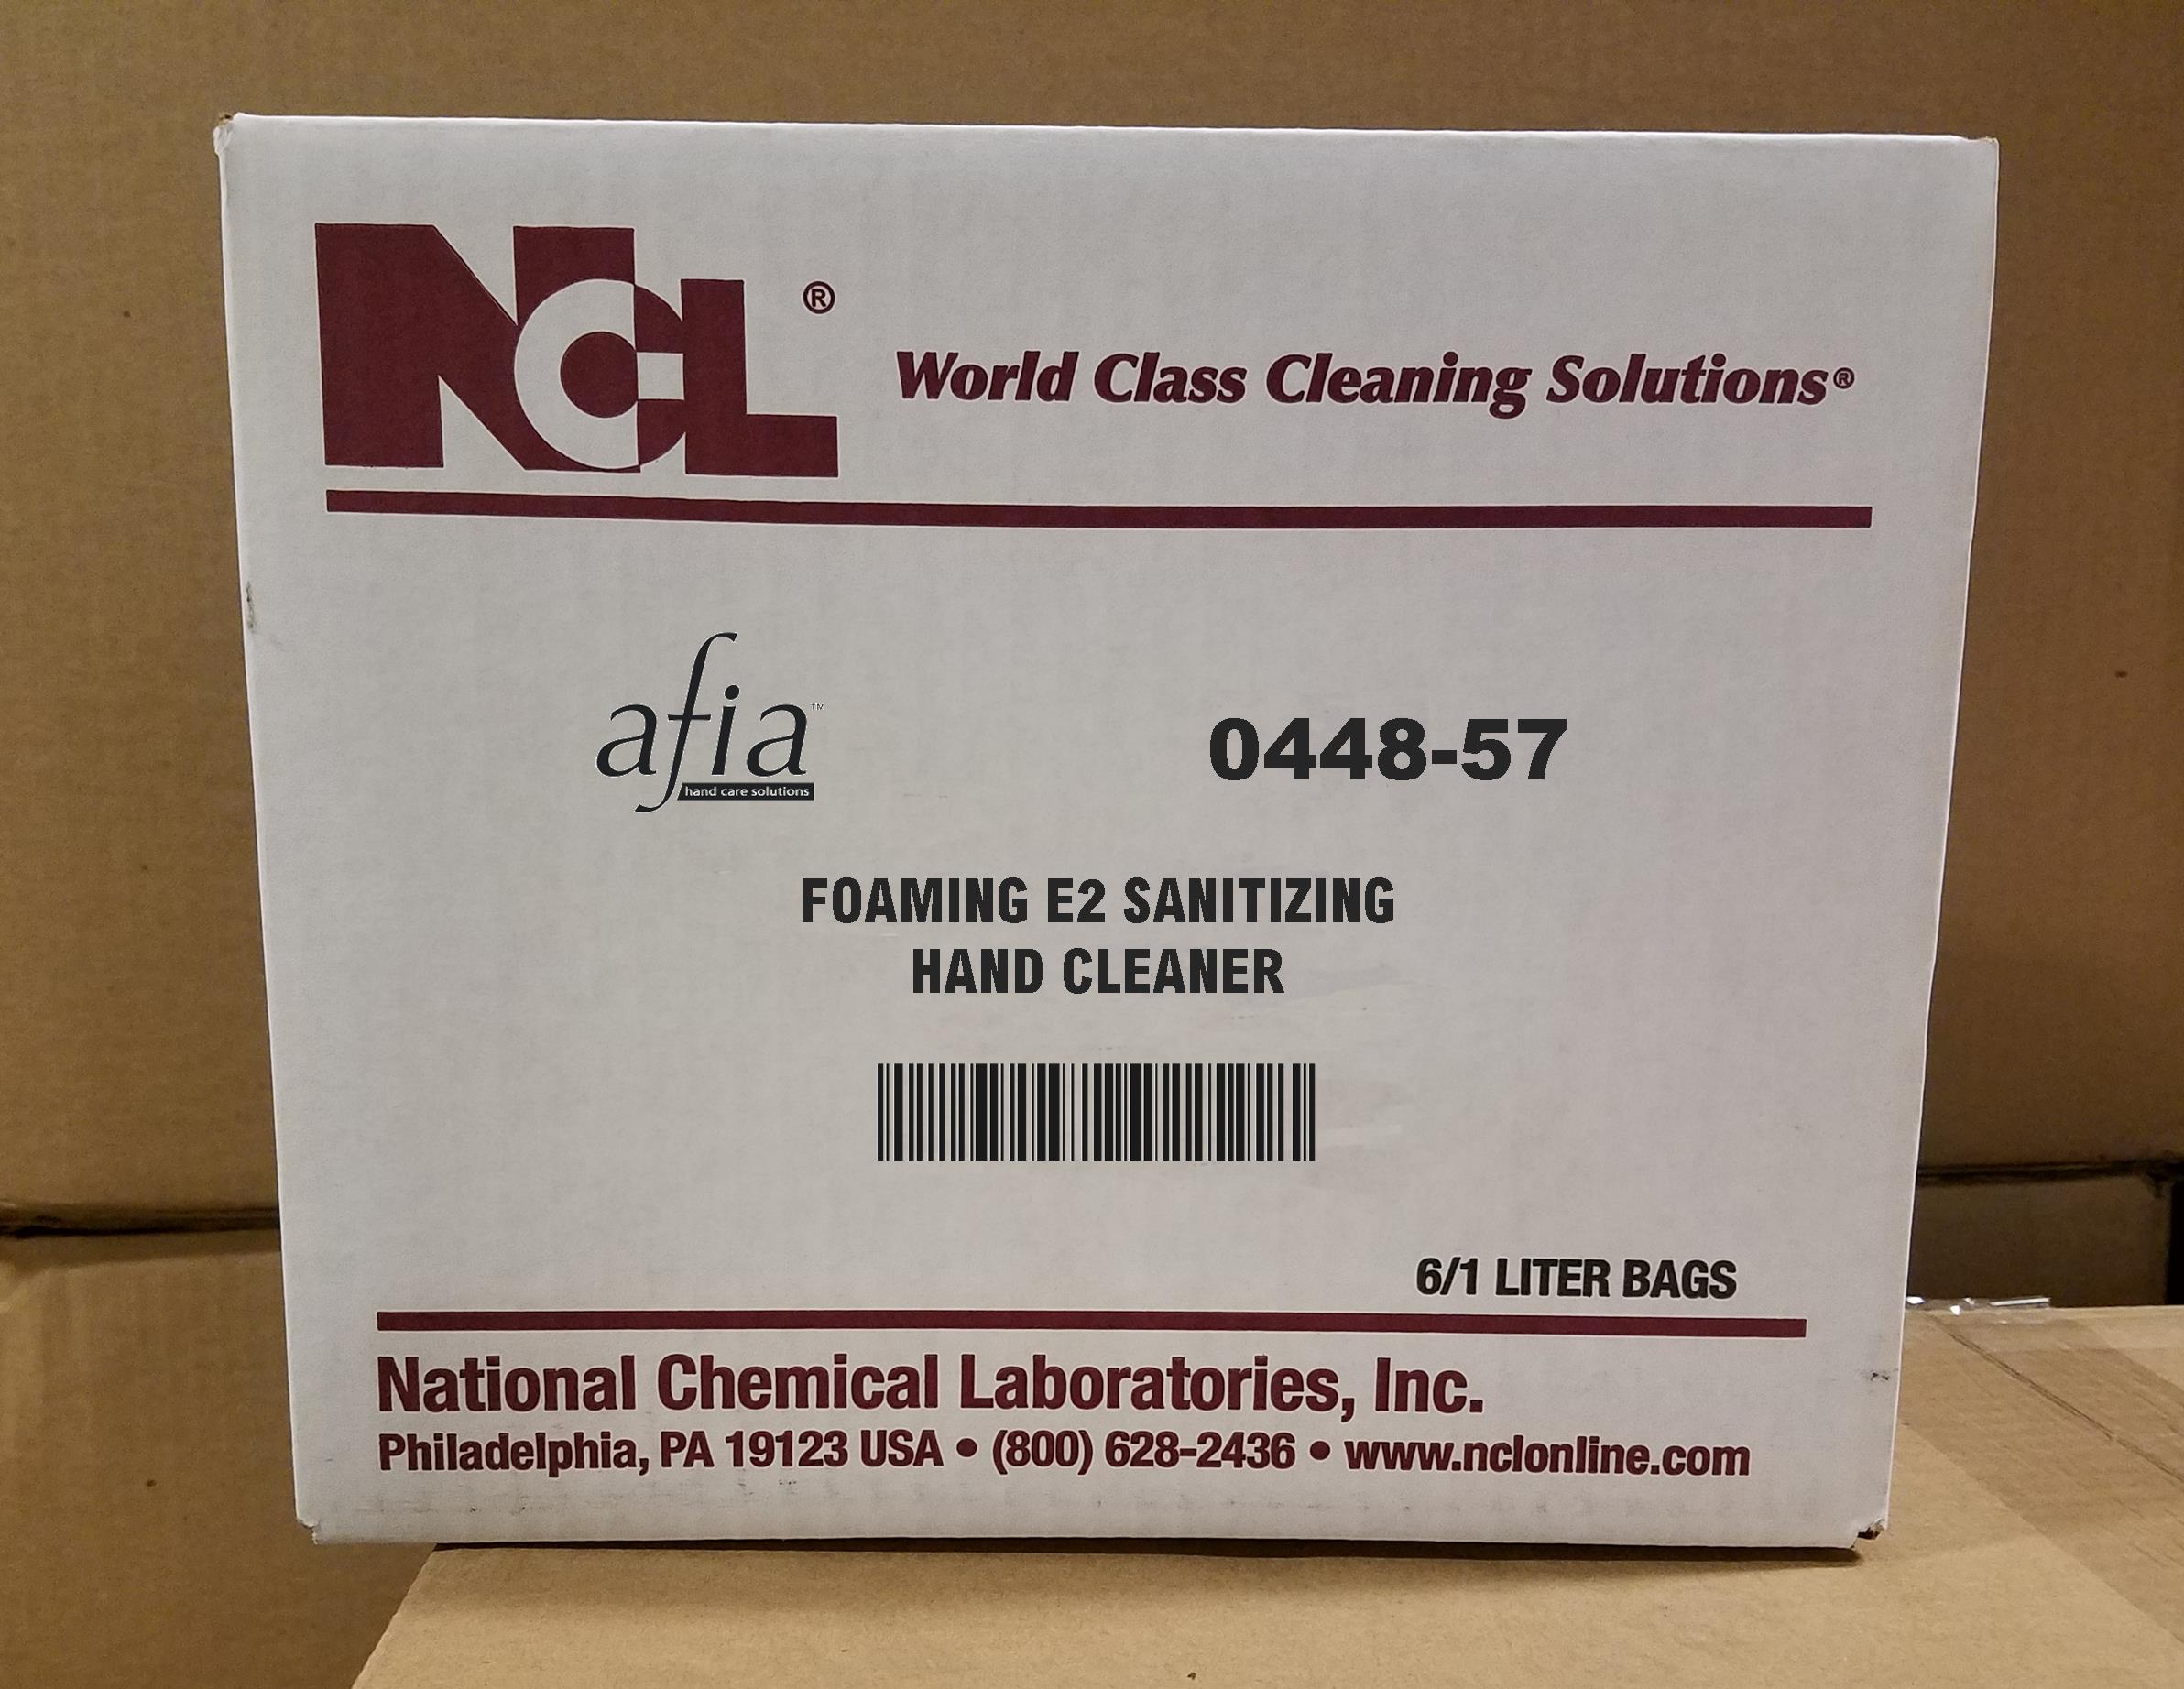 NCL®
World Class Cleaning Solutions®
afia™
hand care solutions
0448-57
FOAMING E2 SANITIZING
HAND CLEANER
6/1 LITER BAGS
National Chemical Laboratories, Inc.
Philadelphia, PA 19123 USA • (800) 628-2436 • www.nclonline.com